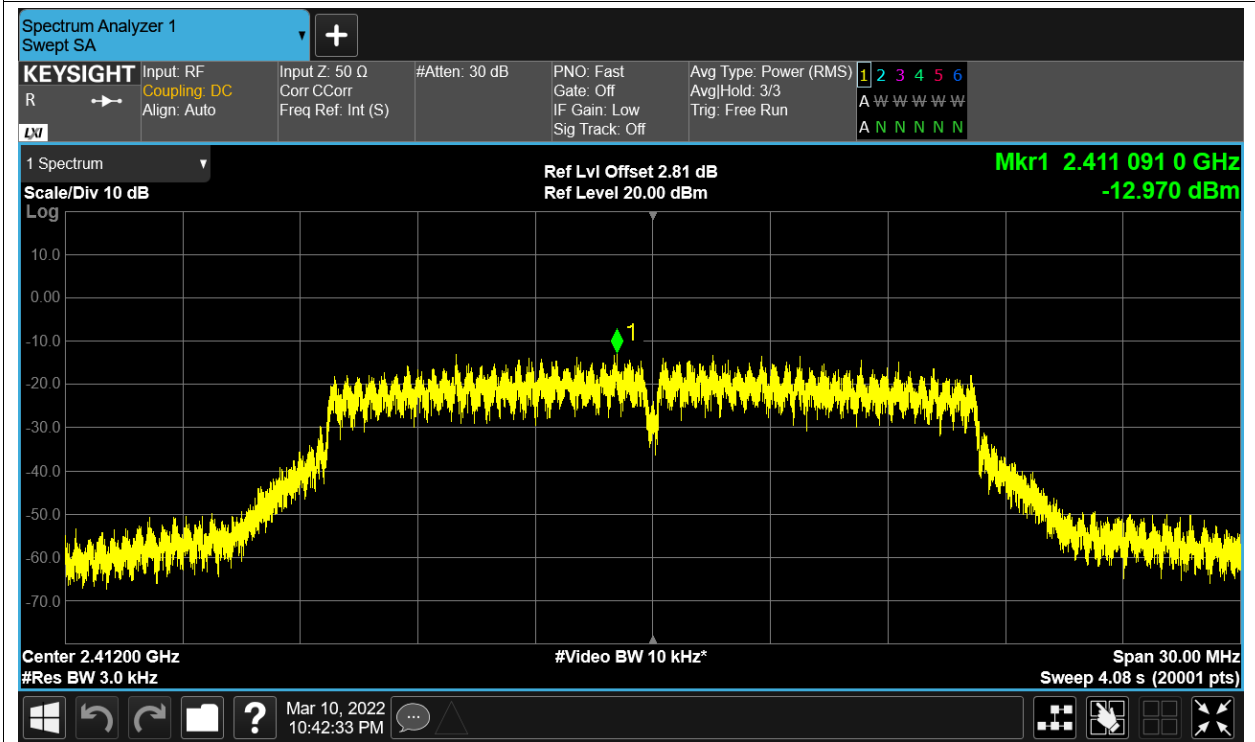 Spectrum Analyzer 1
Swept SA
KEYSIGHT
R
LXI
Input: RF
Coupling: DC
Align: Auto
Input Z: 50 Ω
Corr CCorr
Freq Ref: Int (S)
#Atten: 30 dB
PNO: Fast
Gate: Off
IF Gain: Low
Sig Track: Off
Avg Type: Power (RMS)
Avg|Hold: 3/3
Trig: Free Run
1 2 3 4 5 6
A W W W W W
A N N N N N
1 Spectrum
Scale/Div 10 dB
Ref Lvl Offset 2.81 dB
Ref Level 20.00 dBm
Mkr1 2.411 091 0 GHz
-12.970 dBm
Log
10.0
0.00
-10.0
-20.0
-30.0
-40.0
-50.0
-60.0
-70.0
1
Center 2.41200 GHz
#Res BW 3.0 kHz
#Video BW 10 kHz*
Span 30.00 MHz
Sweep 4.08 s (20001 pts)
?
Mar 10, 2022
10:42:33 PM